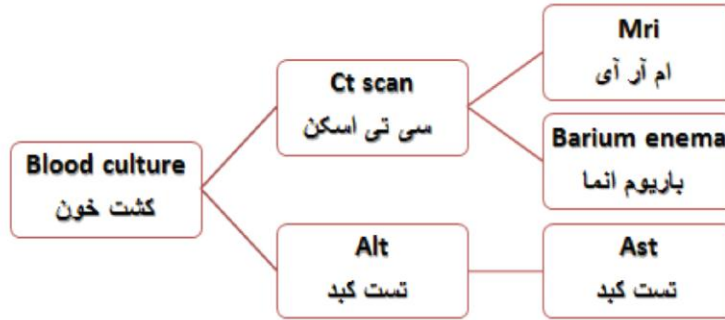 Blood culture
کشت خون
Ct scan
سی تی اسکن
Mri
ام آر آی
Barium enema
باریوم انما
Alt
تست کبد
Ast
تست کبد